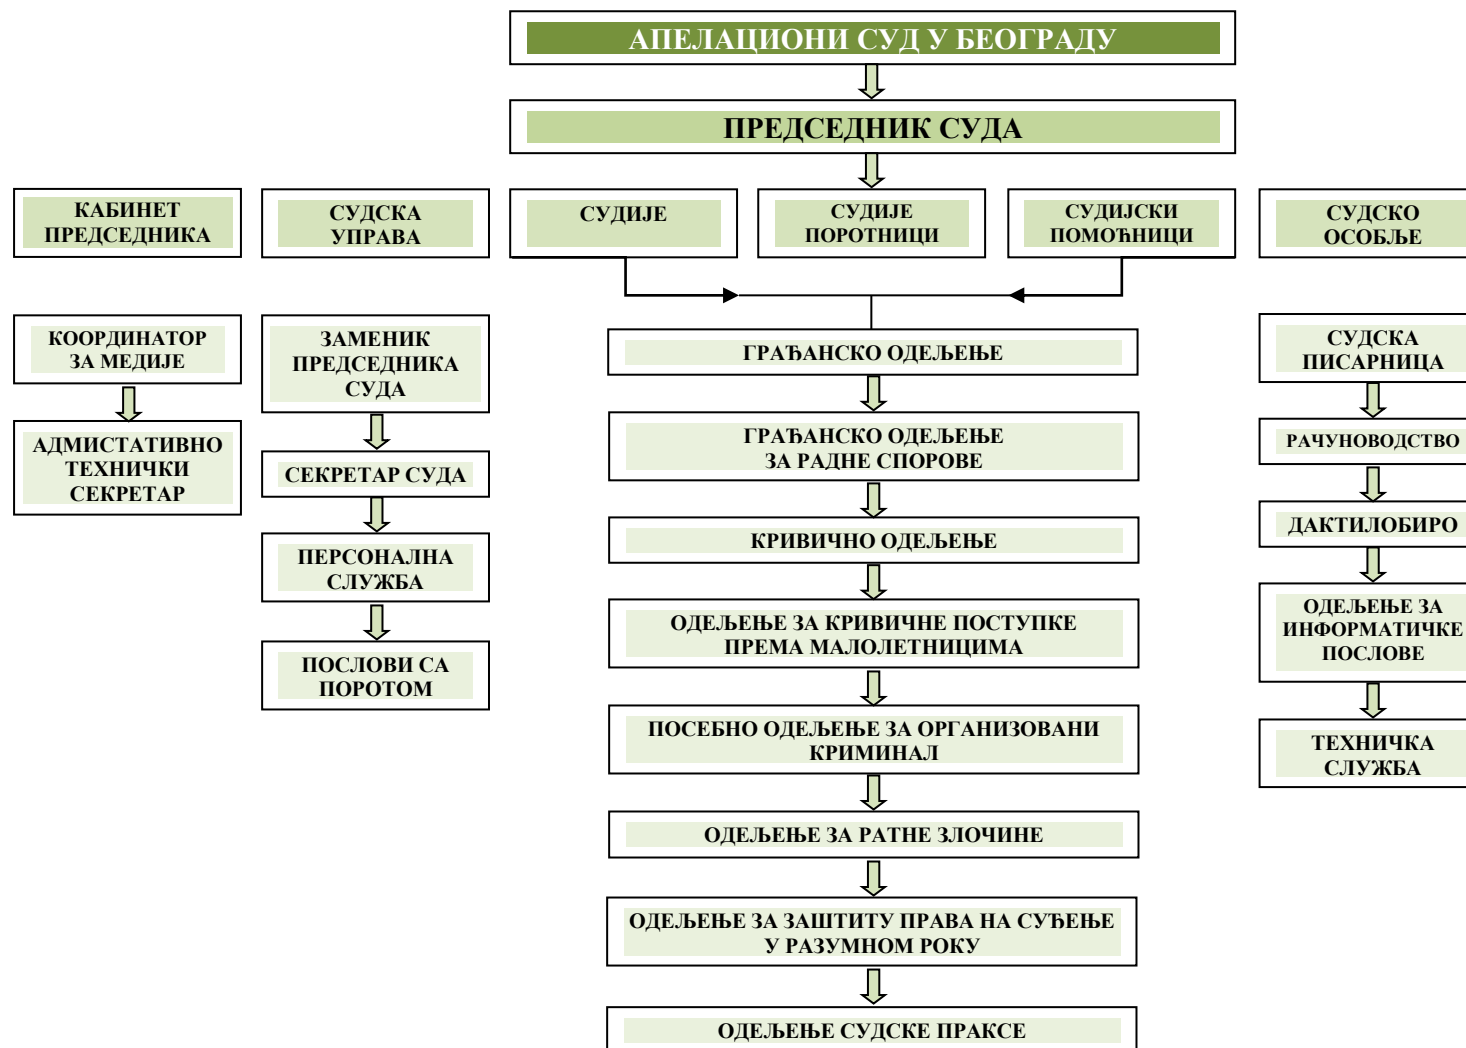 АПЕЛАЦИОНИ СУД У БЕОГРАДУ
ПРЕДСЕДНИК СУДА
КАБИНЕТ
ПРЕДСЕДНИКА
СУДСКА
УПРАВА
СУДИЈЕ
СУДИЈЕ
ПОРОТНИЦИ
СУДИЈСКИ
ПОМОЋНИЦИ
СУДСКО
ОСОБЉЕ
КООРДИНАТОР
ЗА МЕДИЈЕ
АДМИСТАТИВНО
ТЕХНИЧКИ
СЕКРЕТАР
ЗАМЕНИК
ПРЕДСЕДНИКА
СУДА
СЕКРЕТАР СУДА
ПЕРСОНАЛНА
СЛУЖБА
ПОСЛОВИ СА
ПОРОТОМ
ГРАЂАНСКО ОДЕЉЕЊЕ
ГРАЂАНСКО ОДЕЉЕЊЕ
ЗА РАДНЕ СПОРОВЕ
КРИВИЧНО ОДЕЉЕЊЕ
ОДЕЉЕЊЕ ЗА КРИВИЧНЕ ПОСТУПКЕ
ПРЕМА МАЛОЛЕТНИЦИМА
ПОСЕБНО ОДЕЉЕЊЕ ЗА ОРГАНИЗОВАНИ
КРИМИНАЛ
ОДЕЉЕЊЕ ЗА РАТНЕ ЗЛОЧИНЕ
ОДЕЉЕЊЕ ЗА ЗАШТИТУ ПРАВА НА СУЂЕЊЕ
У РАЗУМНОМ РОКУ
ОДЕЉЕЊЕ СУДСКЕ ПРАКСЕ
СУДСКА
ПИСАРНИЦА
РАЧУНОВОДСТВО
ДАКТИЛОБИРО
ОДЕЉЕЊЕ ЗА
ИНФОРМАТИЧКЕ
ПОСЛОВЕ
ТЕХНИЧКА
СЛУЖБА